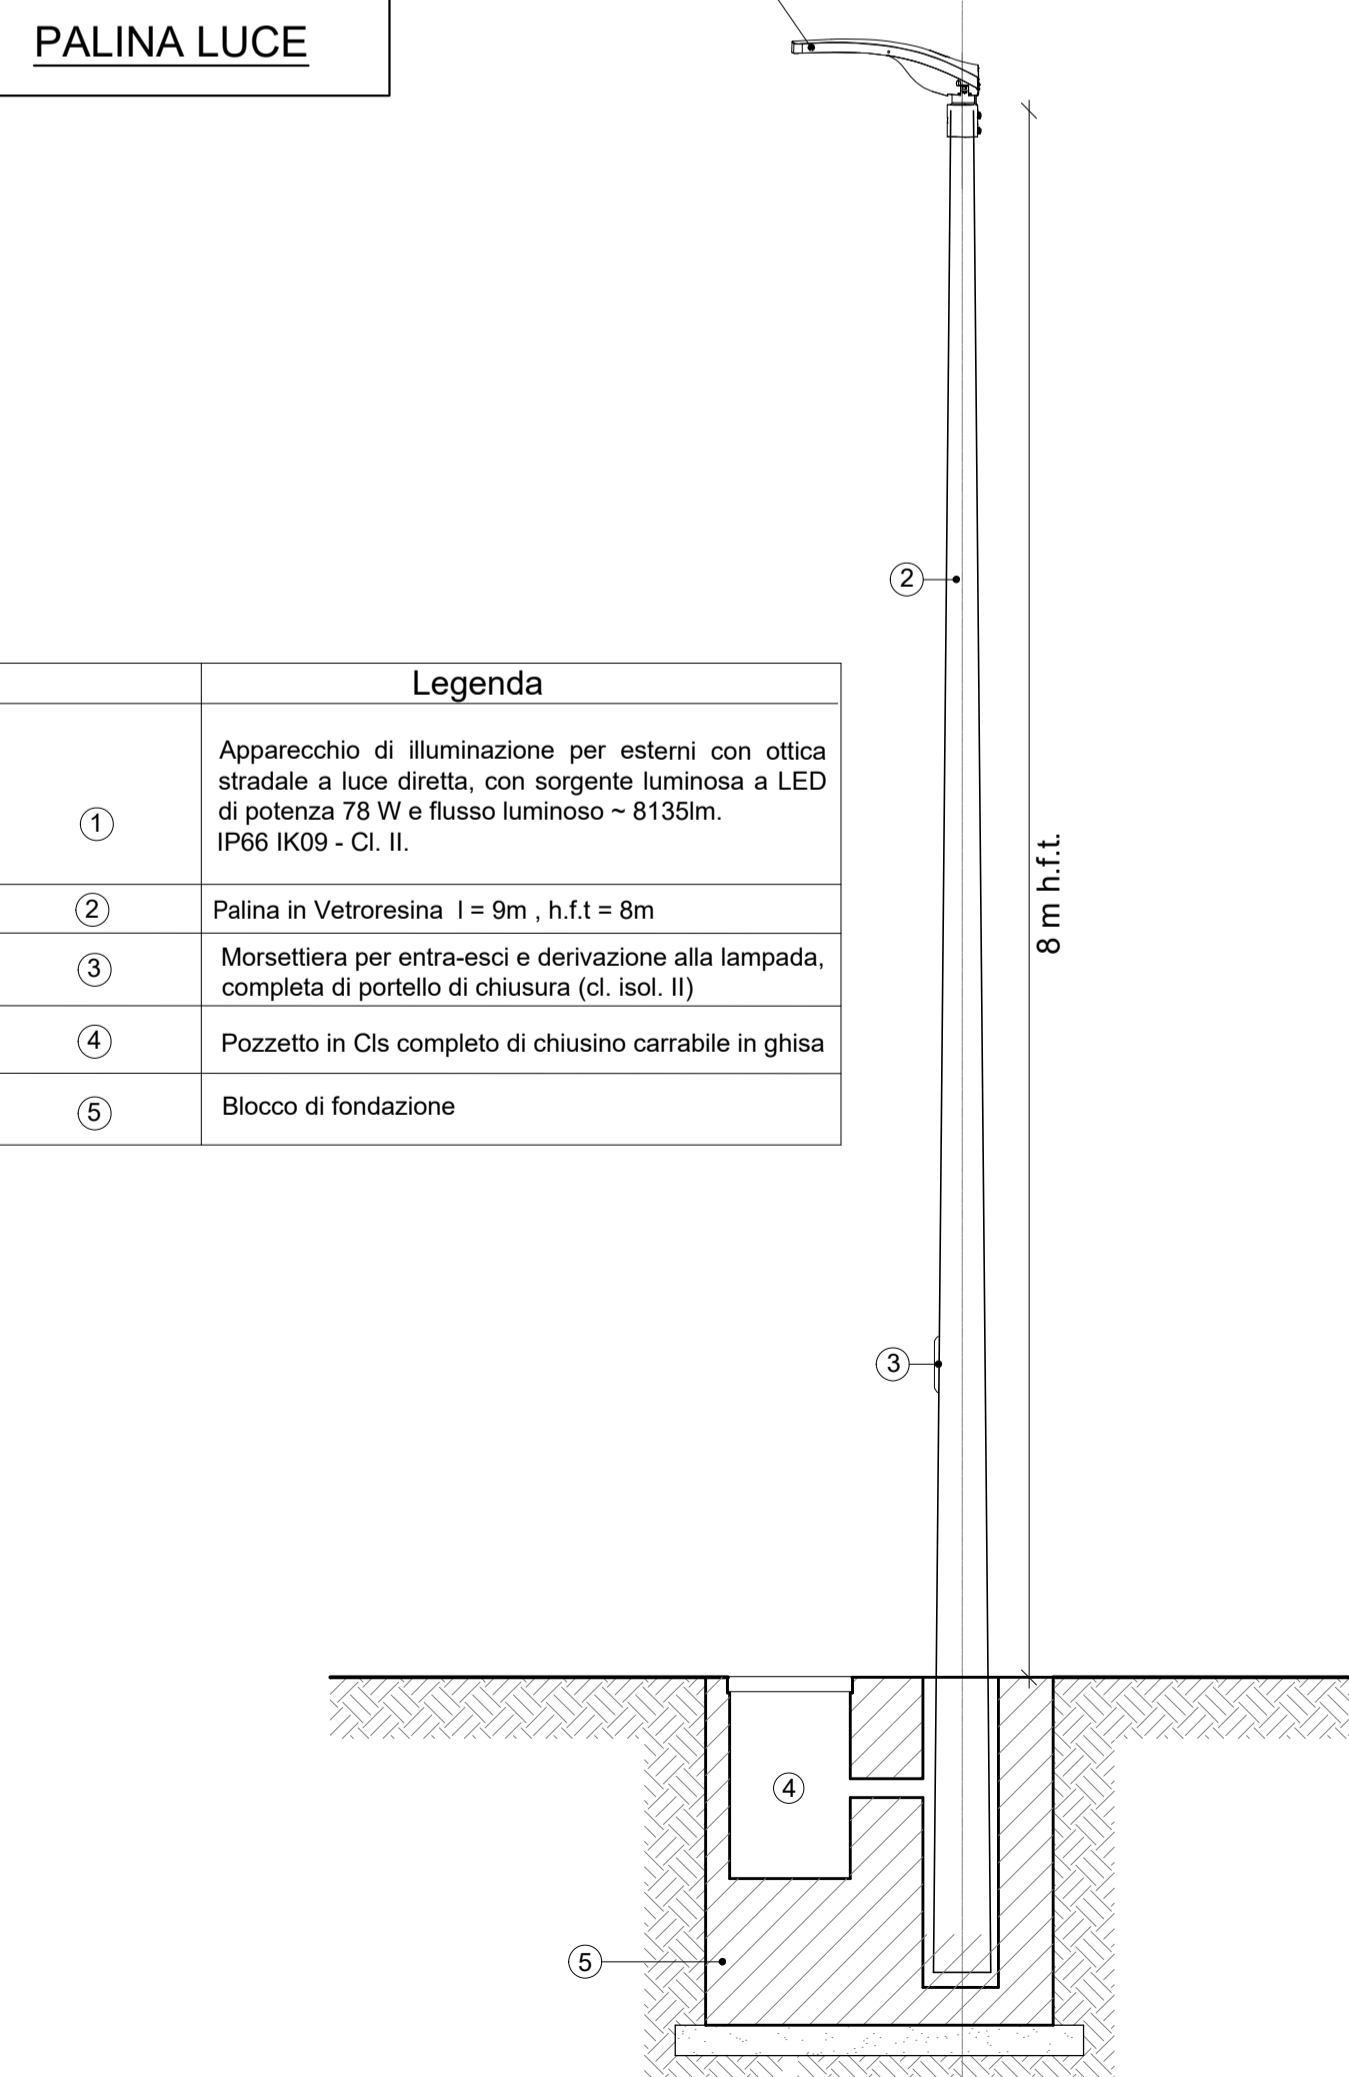 PALINA LUCE
2
Legenda
1
Apparecchio di illuminazione per esterni con ottica
stradale a luce diretta, con sorgente luminosa a LED
di potenza 78 W e flusso luminoso ~ 8135lm.
IP66 IK09 - Cl. II.
2
Palina in Vetroresina l = 9m , h.f.t = 8m
3
Morsettiera per entra-esci e derivazione alla lampada,
completa di portello di chiusura (cl. isol. II)
4
Pozzetto in Cls completo di chiusino carrabile in ghisa
5
Blocco di fondazione
8 m h.f.t.
3
4
5